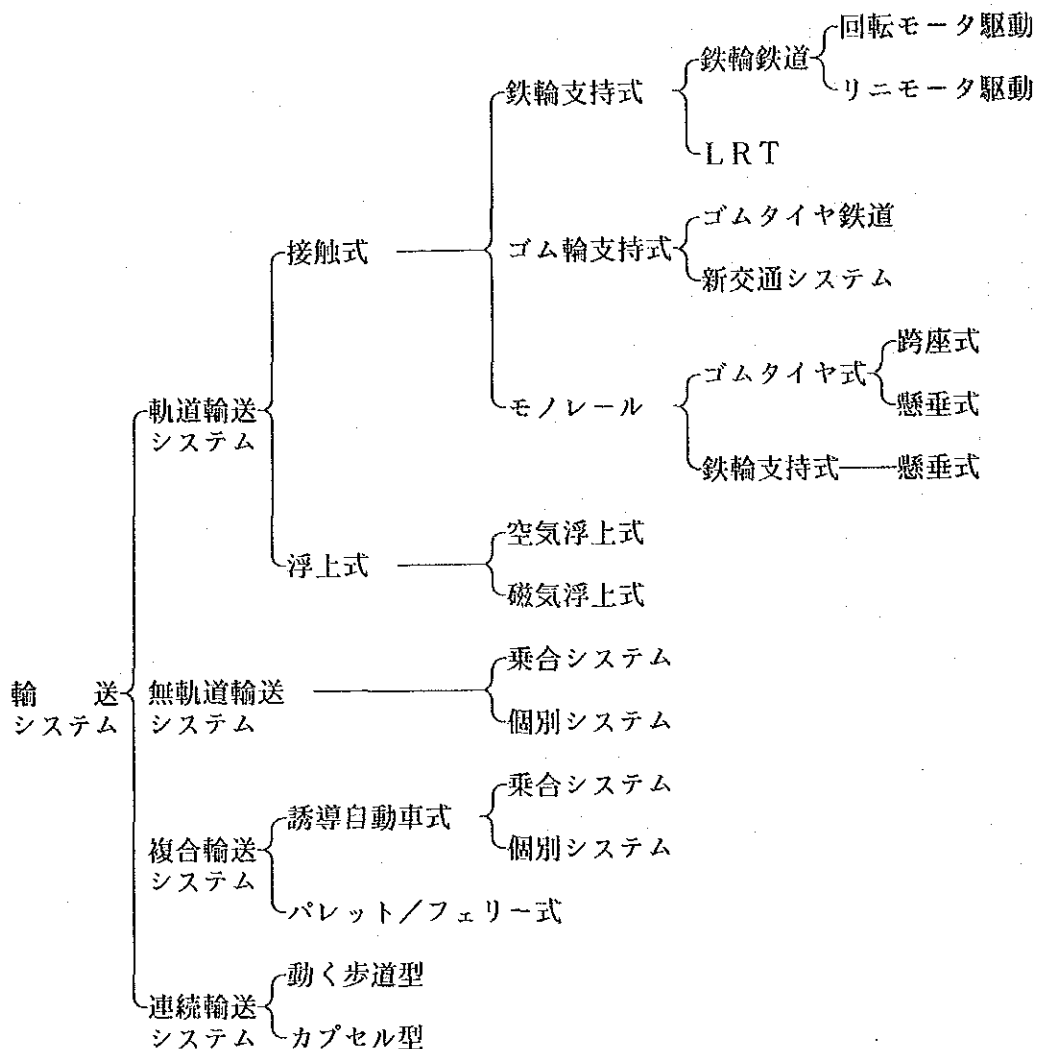 回転モータ駆動
鉄輪鉄道
リニモータ駆動
鉄輪支持式
LRT
ゴムタイヤ鉄道
接触式
ゴム輪支持式
新交通システム
跨座式
ゴムタイヤ式
軌道輸送
システム
モノレール
懸垂式
鉄輪支持式
懸垂式
空気浮上式
浮上式
磁気浮上式
乗合システム
輸 送
システム
無軌道輸送
システム
個別システム
乗合システム
誘導自動車式
複合輸送
システム
個別システム
パレット/フェリー式
動く歩道型
連続輸送
システム
カプセル型